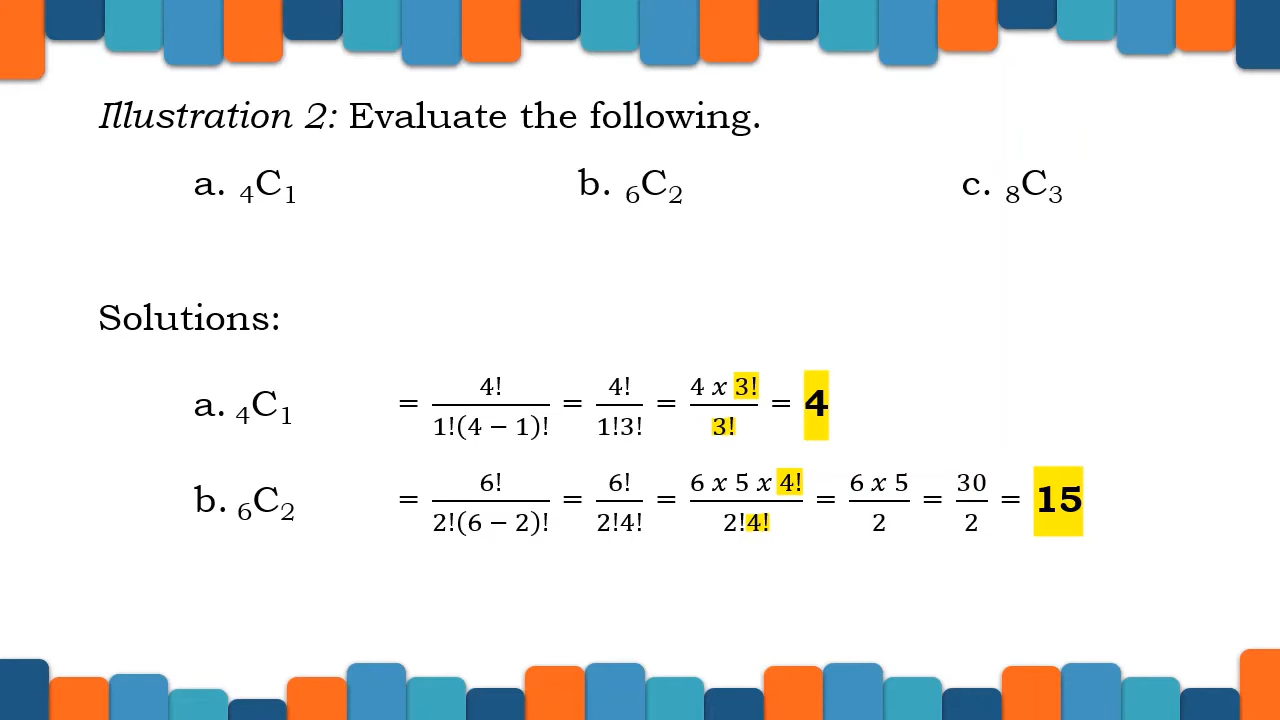 Illustration 2: Evaluate the following.
a. ₄C₁ b. ₆C₂ c. ₈C₃
Solutions:
a. ₄C₁ = 4!/1!(4 − 1)! = 4!/1!3! = 4 x 3!/3! = 4
b. ₆C₂ = 6!/2!(6 − 2)! = 6!/2!4! = 6 x 5 x 4!/2!4! = 6 x 5/2 = 30/2 = 15